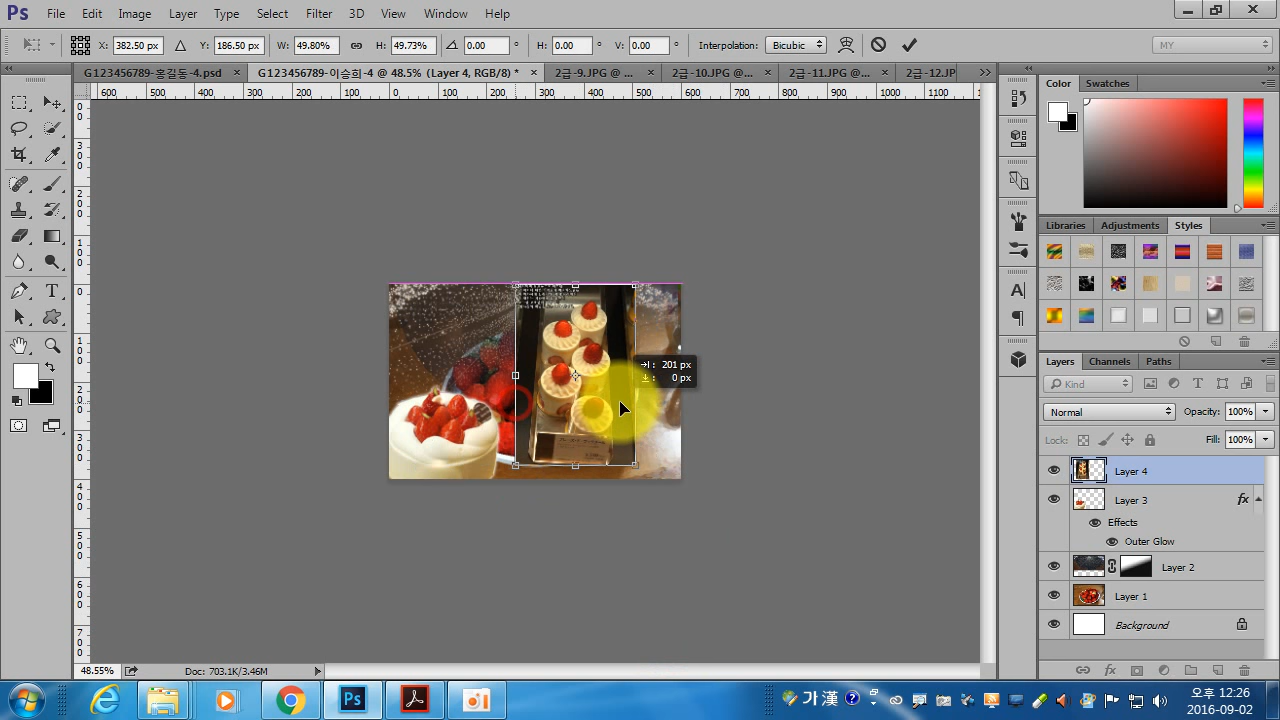 Ps File Edit Image Layer Type Select Filter 3D View Window Help
X: 382.50 px Y: 186.50 px W: 49.80% H: 49.73% 0.00 ° H: 0.00 ° V: 0.00 ° Interpolation: Bicubic MY
G123456789-홍길동-4.psd × G123456789-이승희-4 @ 48.5% (Layer 4, RGB/8) * × 2급-9.JPG @ ... × 2급-10.JPG @... × 2급-11.JPG @... × 2급-12.JP
600 500 400 300 200 100 0 100 200 300 400 500 600 700 800 900 1000 1100
Color Swatches
Libraries Adjustments Styles
201 px
0 px
Layers Channels Paths
Kind
Normal Opacity: 100%
Lock: Fill: 100%
Layer 4
Layer 3 fx
Effects
Outer Glow
Layer 2
Layer 1
Background
48.55% Doc: 703.1K/3.46M
가 漢
오후 12:26
2016-09-02